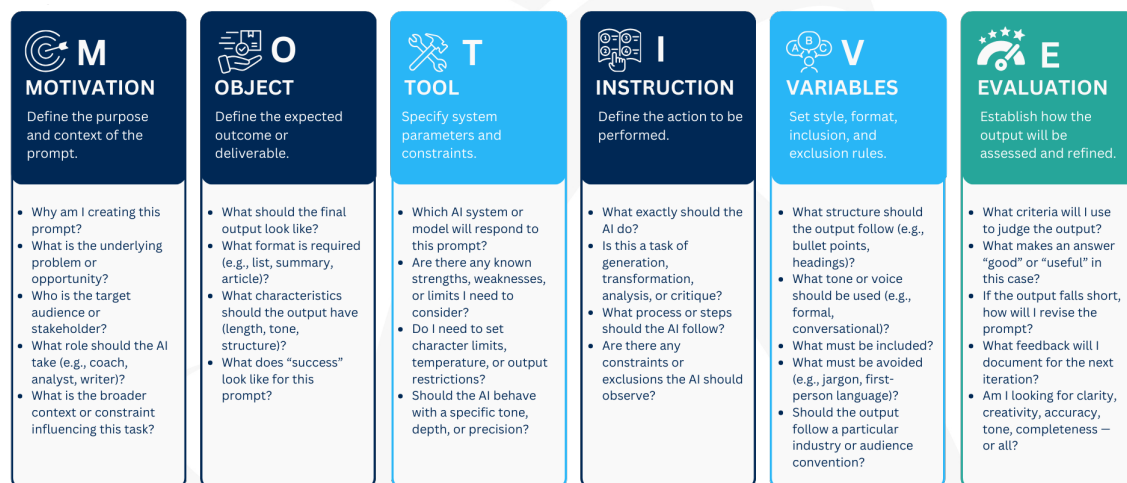 M
MOTIVATION
Define the purpose
and context of the
prompt.
• Why am I creating this
prompt?
• What is the underlying
problem or
opportunity?
• Who is the target
audience or
stakeholder?
• What role should the AI
take (e.g., coach,
analyst, writer)?
• What is the broader
context or constraint
influencing this task?
O
OBJECT
Define the expected
outcome or
deliverable.
• What should the final
output look like?
• What format is required
(e.g., list, summary,
article)?
• What characteristics
should the output have
(length, tone,
structure)?
• What does “success”
look like for this
prompt?
T
TOOL
Specify system
parameters and
constraints.
• Which AI system or
model will respond to
this prompt?
• Are there any known
strengths, weaknesses,
or limits I need to
consider?
• Do I need to set
character limits,
temperature, or output
restrictions?
• Should the AI behave
with a specific tone,
depth, or precision?
1 3
2 4
I
INSTRUCTION
Define the action to be
performed.
• What exactly should the
AI do?
• Is this a task of
generation,
transformation,
analysis, or critique?
• What process or steps
should the AI follow?
• Are there any
constraints or
exclusions the AI should
observe?
A B C
V
VARIABLES
Set style, format,
inclusion, and
exclusion rules.
• What structure should
the output follow (e.g.,
bullet points,
headings)?
• What tone or voice
should be used (e.g.,
formal,
conversational)?
• What must be included?
• What must be avoided
(e.g., jargon, first-
person language)?
• Should the output
follow a particular
industry or audience
convention?
E
EVALUATION
Establish how the
output will be
assessed and refined.
• What criteria will I use
to judge the output?
• What makes an answer
“good” or “useful” in
this case?
• If the output falls short,
how will I revise the
prompt?
• What feedback will I
document for the next
iteration?
• Am I looking for clarity,
creativity, accuracy,
tone, completeness —
or all?